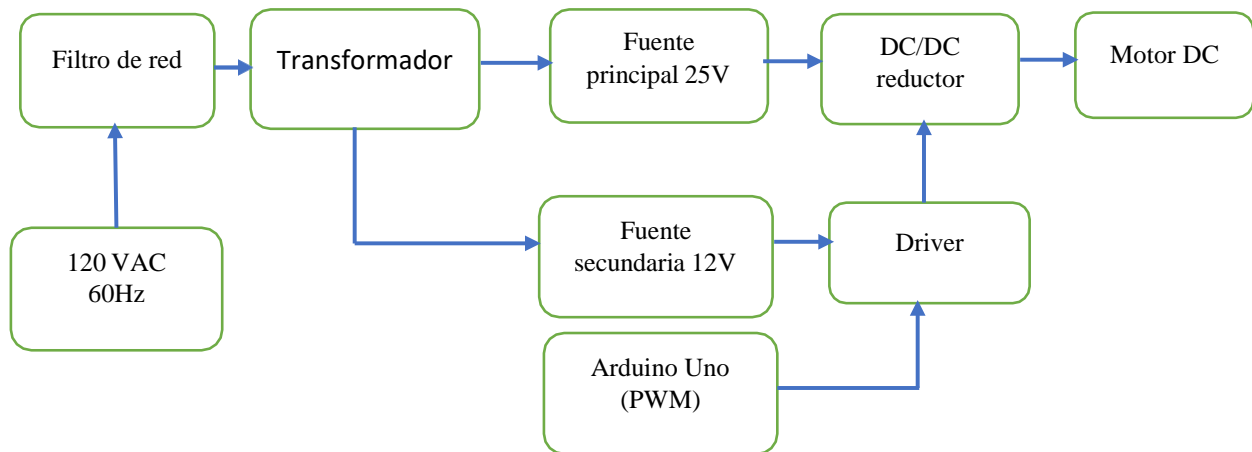 Filtro de red
Transformador
Fuente
principal 25V
DC/DC
reductor
Motor DC
120 VAC
60Hz
Fuente
secundaria 12V
Driver
Arduino Uno
(PWM)